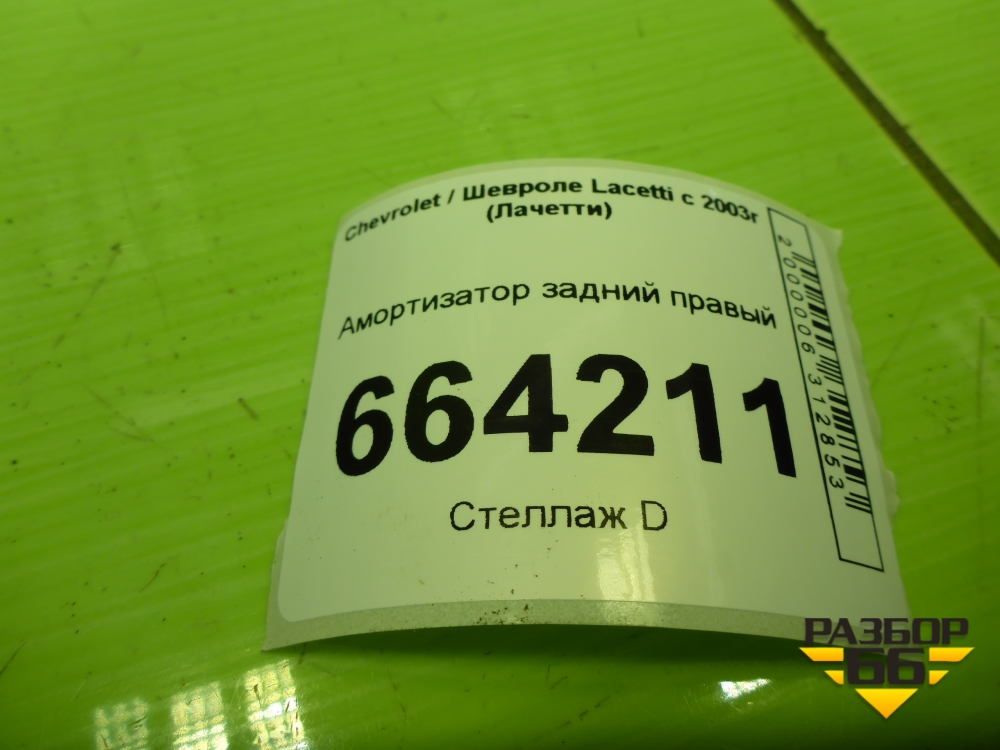 Chevrolet / Шевроле Lacetti с 2003г
(Лачетти)
Амортизатор задний правый
664211
Стеллаж D
2000006312853
РАЗБОР
66